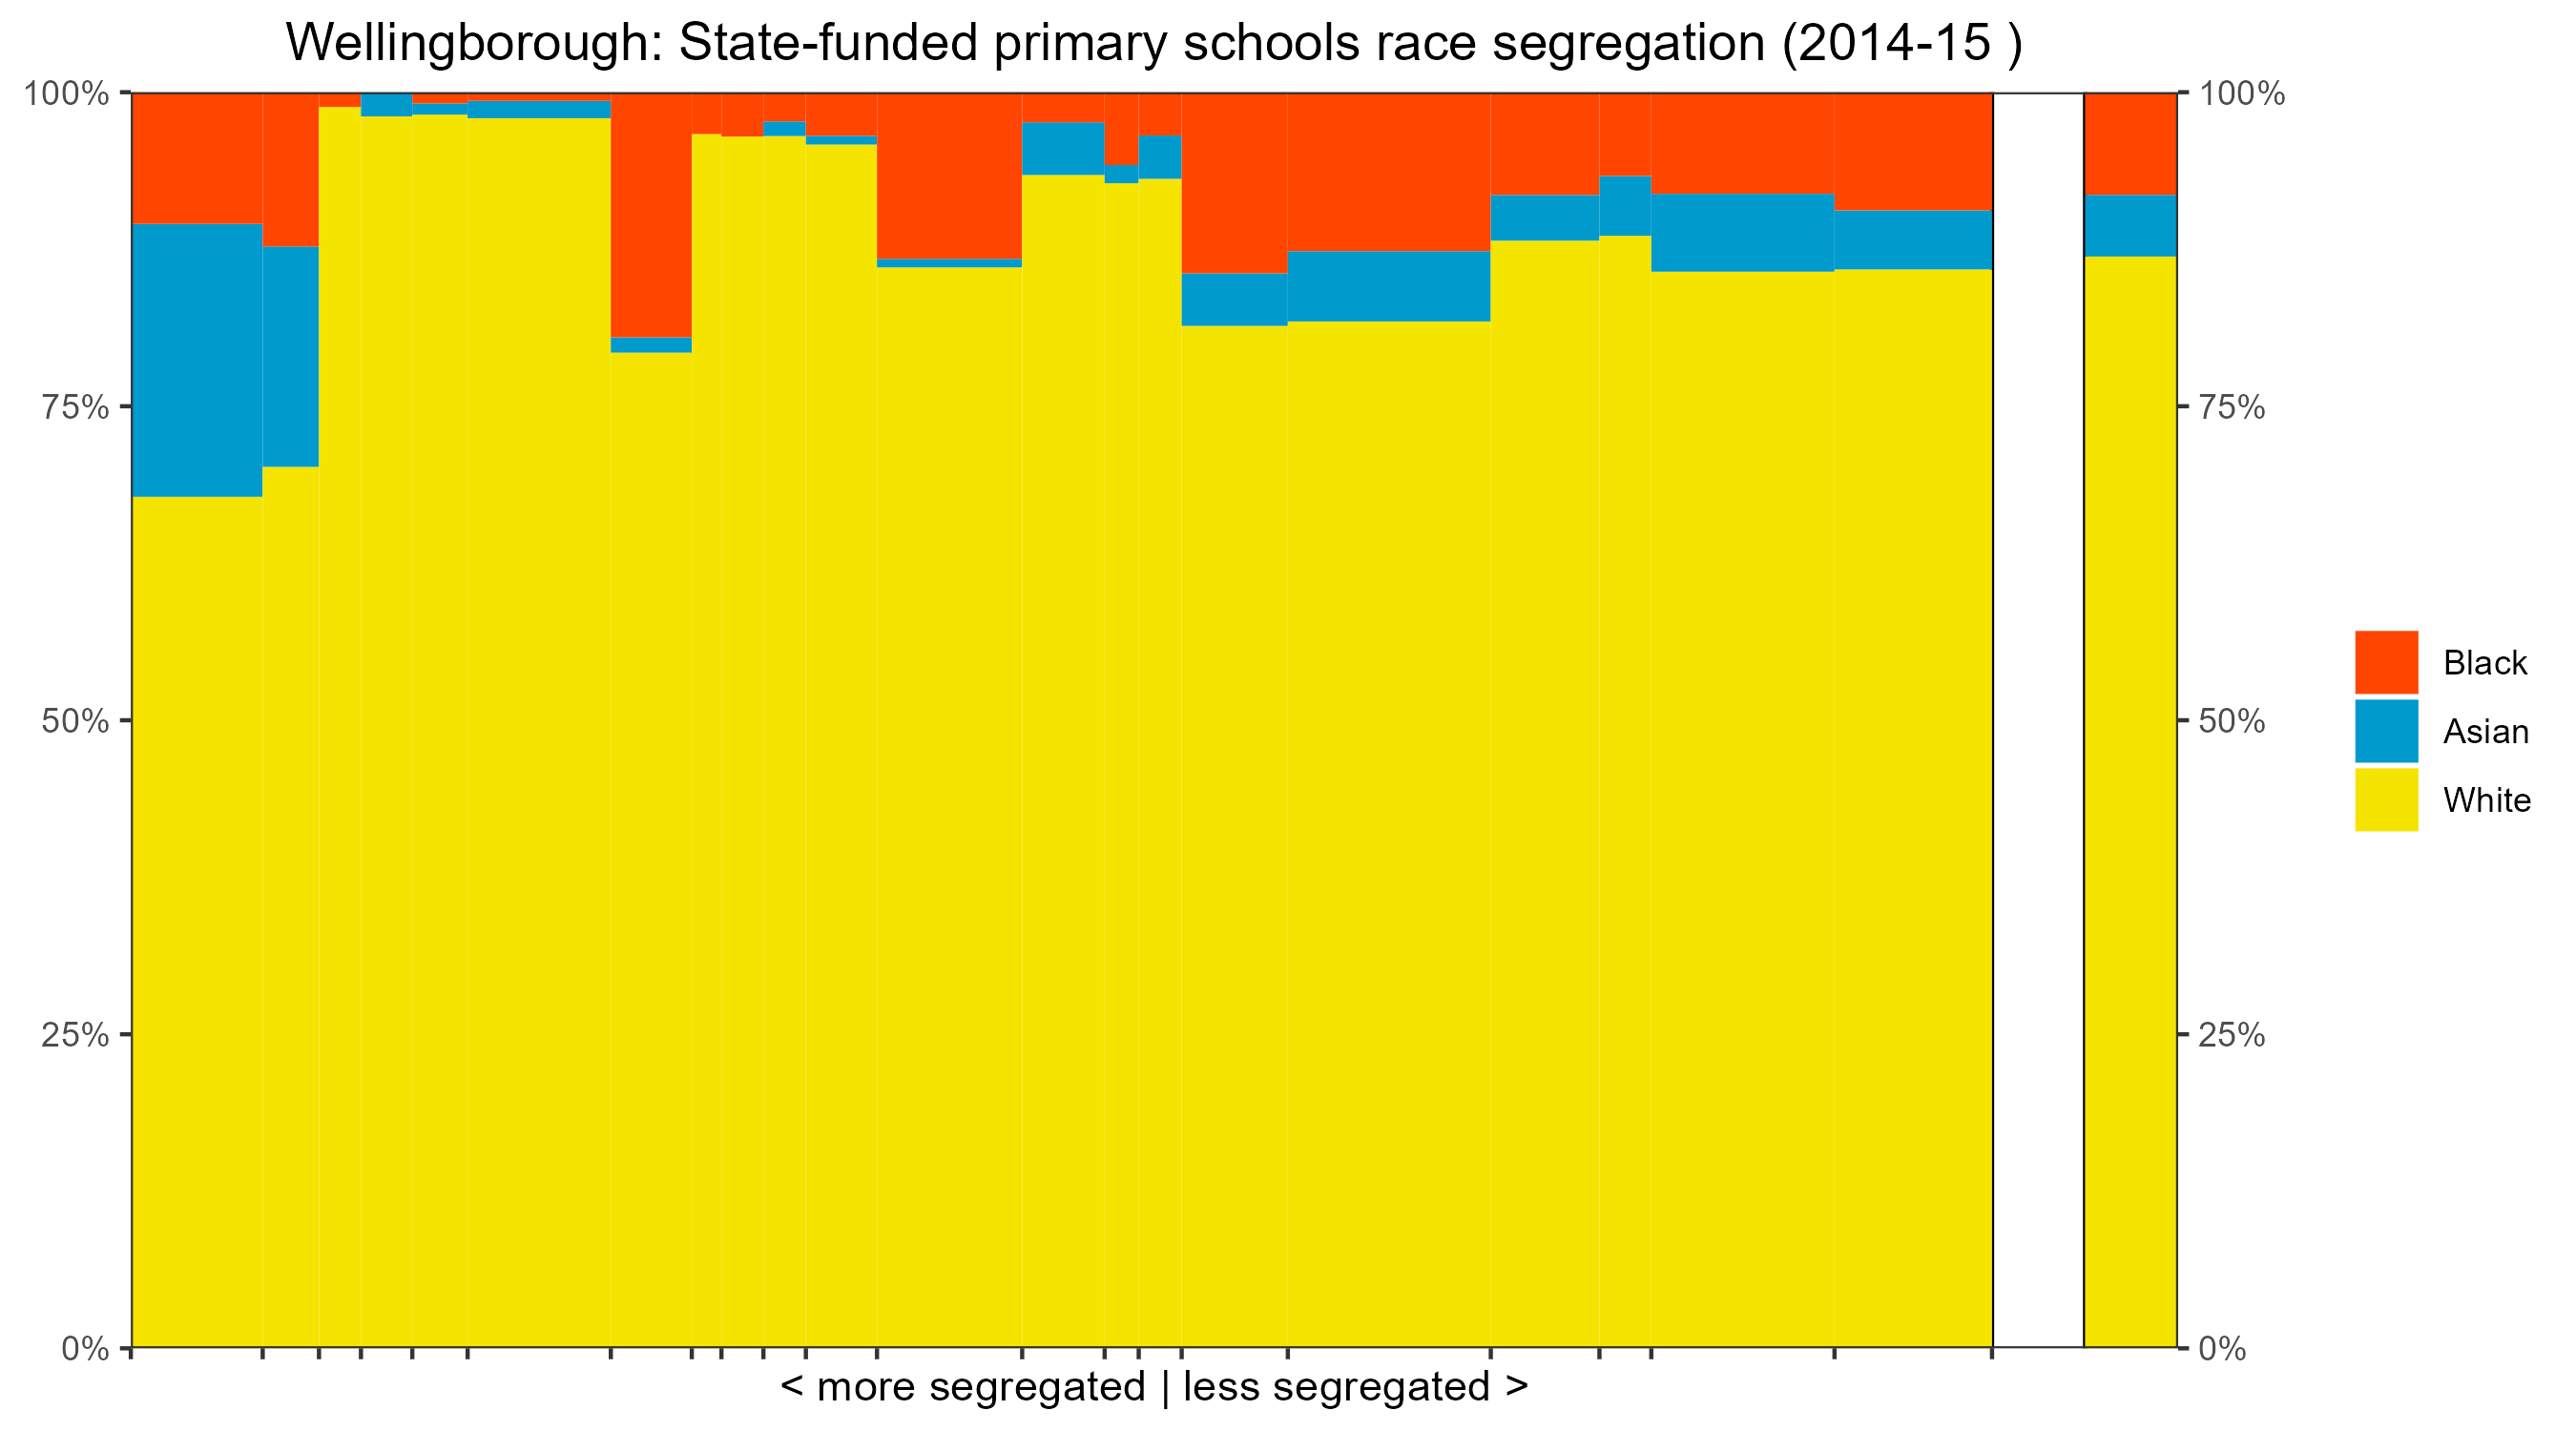 Wellingborough: State-funded primary schools race segregation (2014-15 )
100%
75%
50%
25%
0%
100%
75%
50%
25%
0%
Black
Asian
White
< more segregated | less segregated >